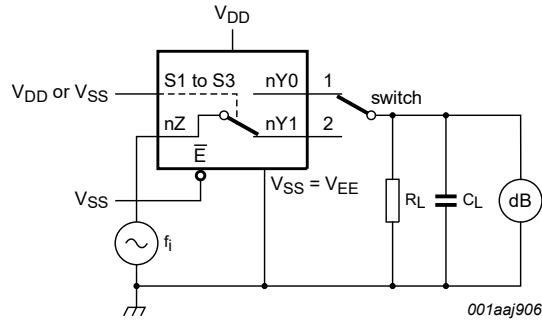 VDD
S1 to S3 nY0 1
VDD or VSS switch
nZ nY1 2
E̅
VSS VSS = VEE
RL CL dB
fi
001aaj906